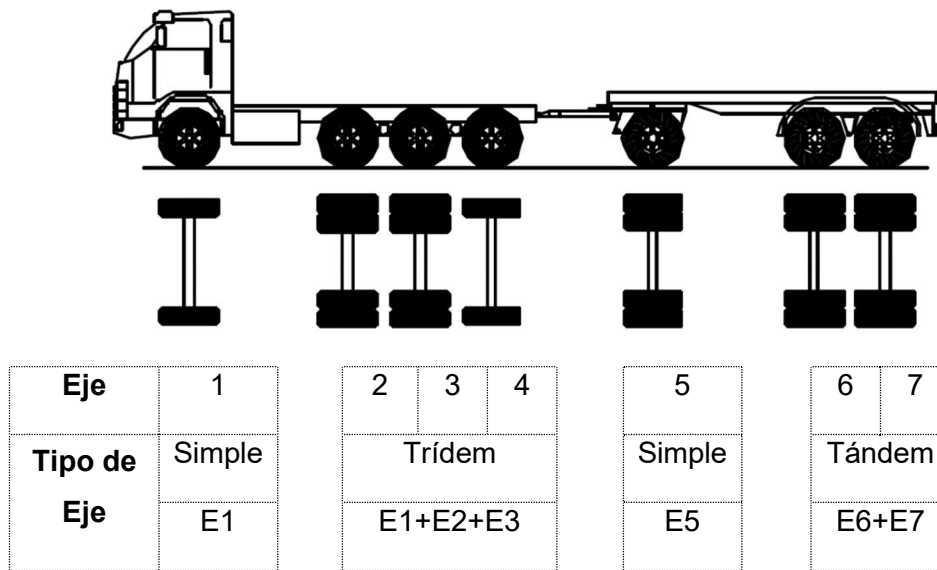 Eje 1 2 3 4 5 6 7
Tipo de Eje Simple Trídem Simple Tándem
E1 E1+E2+E3 E5 E6+E7